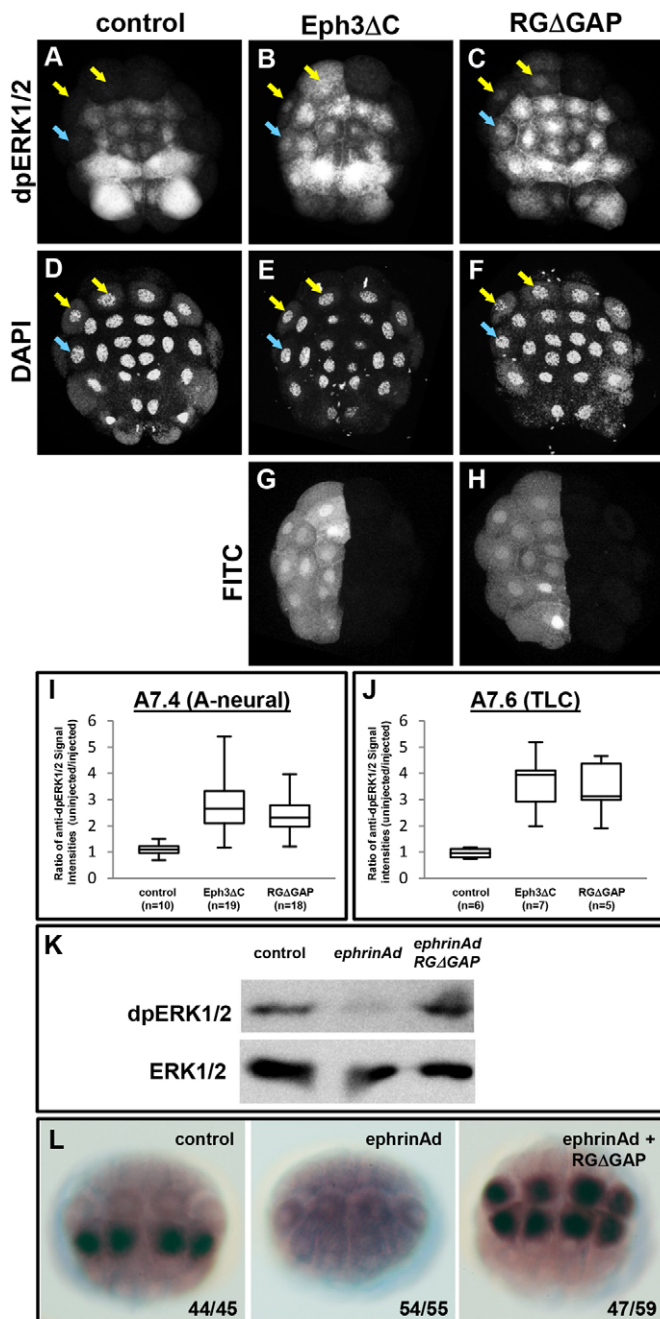 control Eph3ΔC RGΔGAP
dpERK1/2
A B C
DAPI
D E F
FITC
G H
I
A7.4 (A-neural)
Ratio of anti-dpERK1/2 Signal
Intensities (uninjected/injected)
6
5
4
3
2
1
0
control Eph3ΔC RGΔGAP
(n=10) (n=19) (n=18)
J
A7.6 (TLC)
Ratio of anti-dpERK1/2 Signal
intensities (uninjected/injected)
6
5
4
3
2
1
0
control Eph3ΔC RGΔGAP
(n=6) (n=7) (n=5)
K
control ephrinAd ephrinAd
RGΔGAP
dpERK1/2
ERK1/2
L control ephrinAd ephrinAd +
RGΔGAP
44/45 54/55 47/59